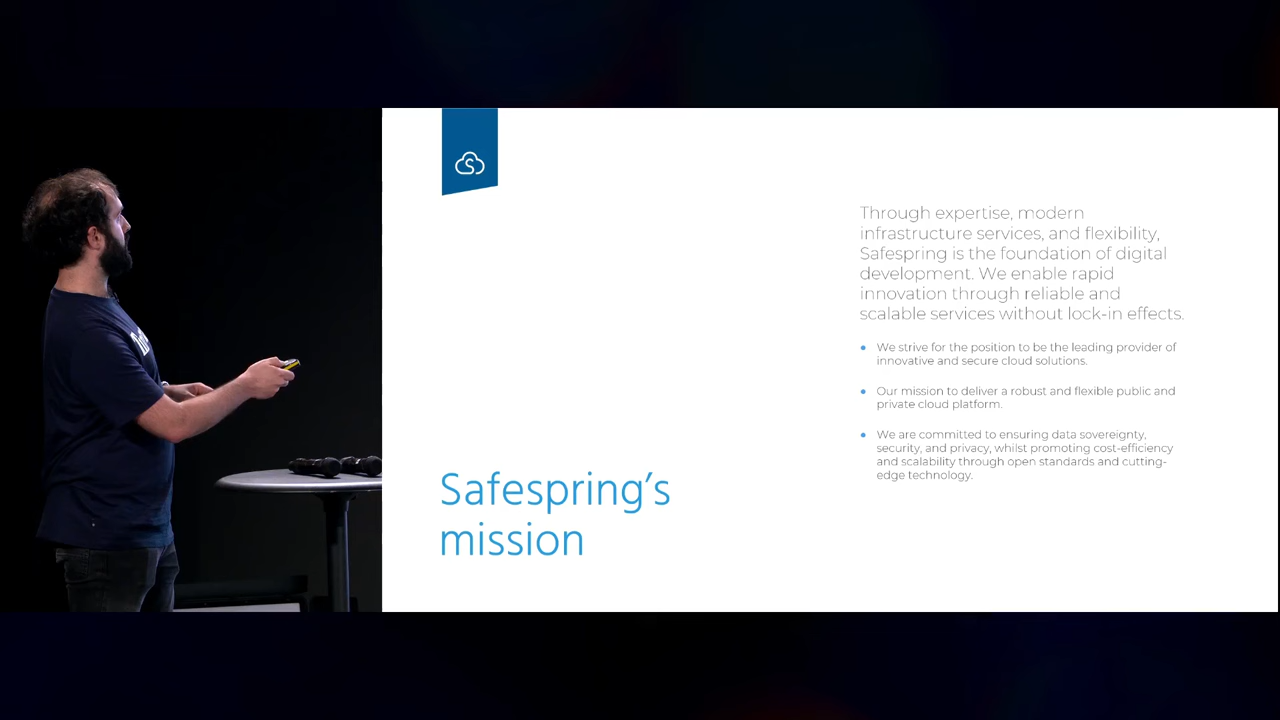 Through expertise, modern
infrastructure services, and flexibility,
Safespring is the foundation of digital
development. We enable rapid
innovation through reliable and
scalable services without lock-in effects.
We strive for the position to be the leading provider of
innovative and secure cloud solutions.
Our mission to deliver a robust and flexible public and
private cloud platform.
We are committed to ensuring data sovereignty,
security, and privacy, whilst promoting cost-efficiency
and scalability through open standards and cutting-
edge technology.
Safespring's
mission